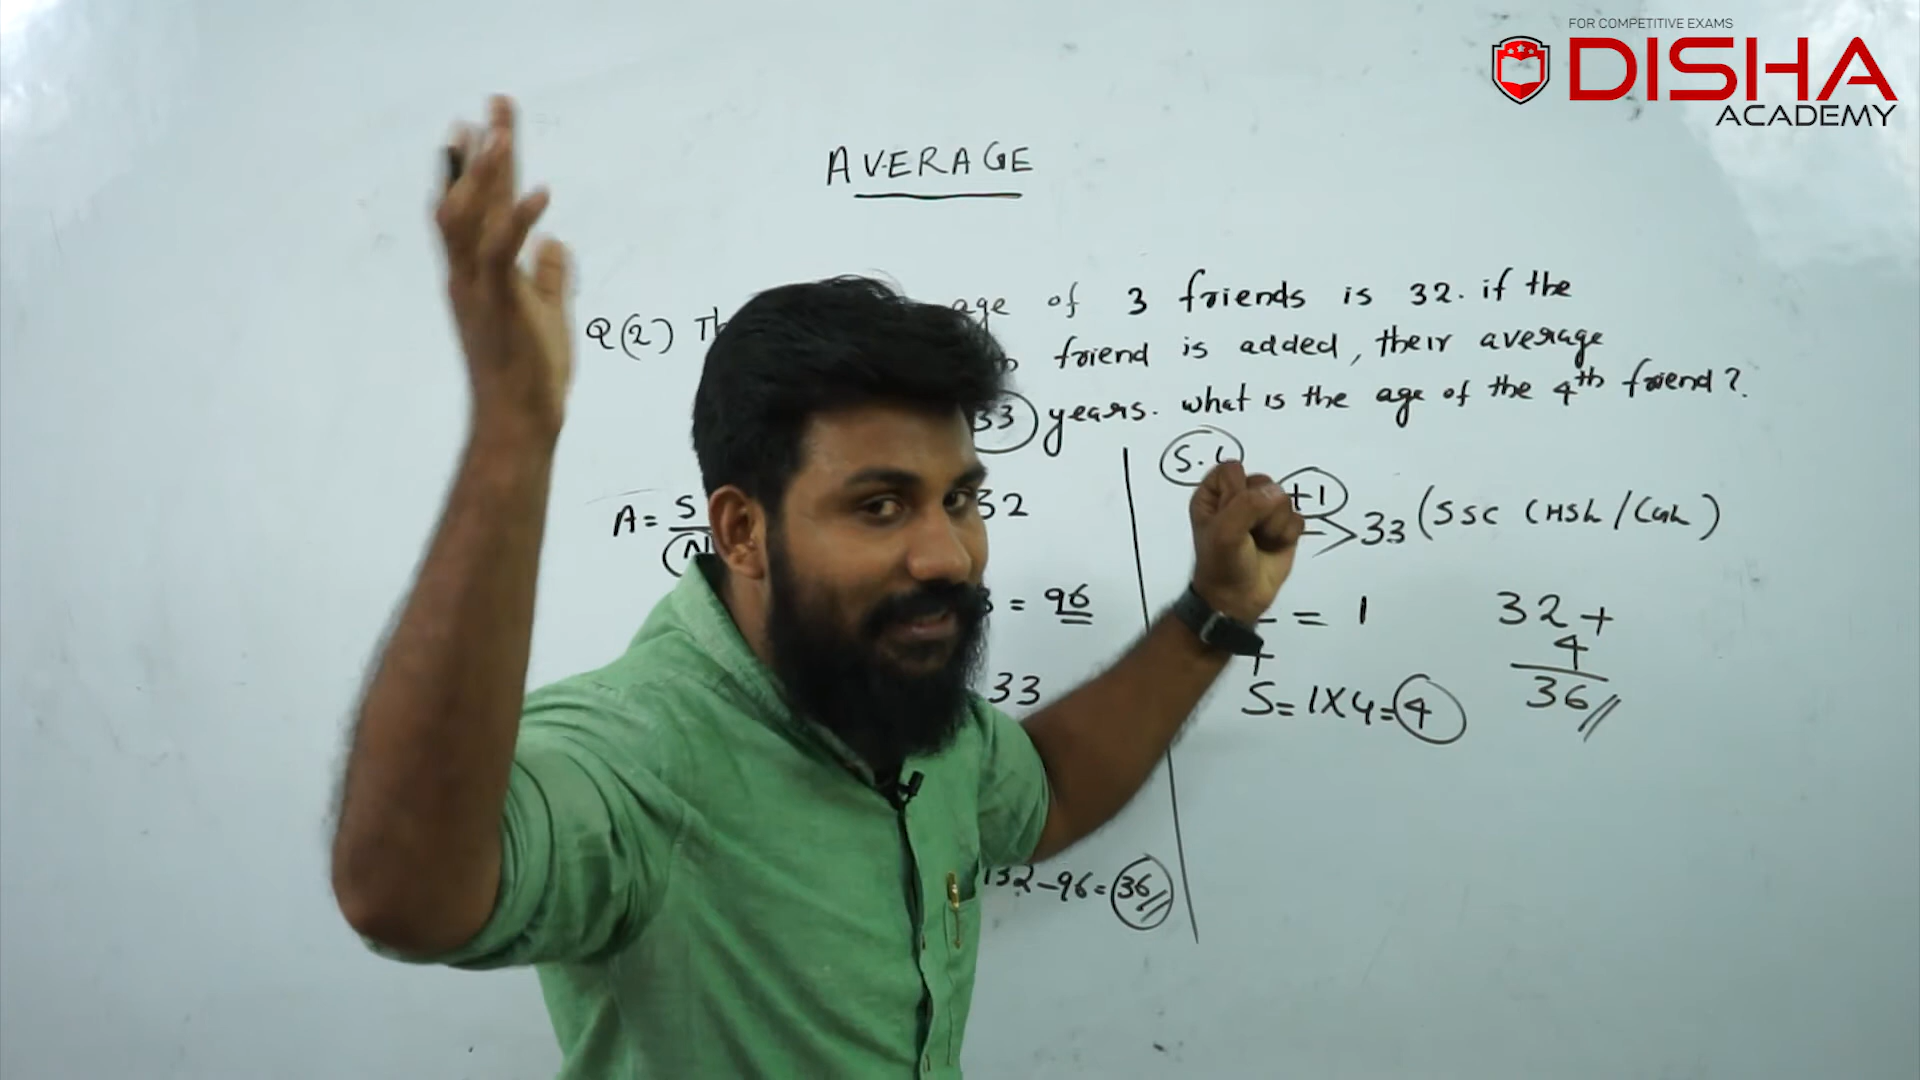 FOR COMPETITIVE EXAMS
DISHA
ACADEMY
AVERAGE
Q(2) Th age of 3 friends is 32. if the
friend is added, their average
33 years. what is the age of the 4th friend?
A = S
N
32
= 96
33
132-96=36
S.
+1
33 (SSC CHSL/CGL)
= 1
S=1X4=4
32+
4
36